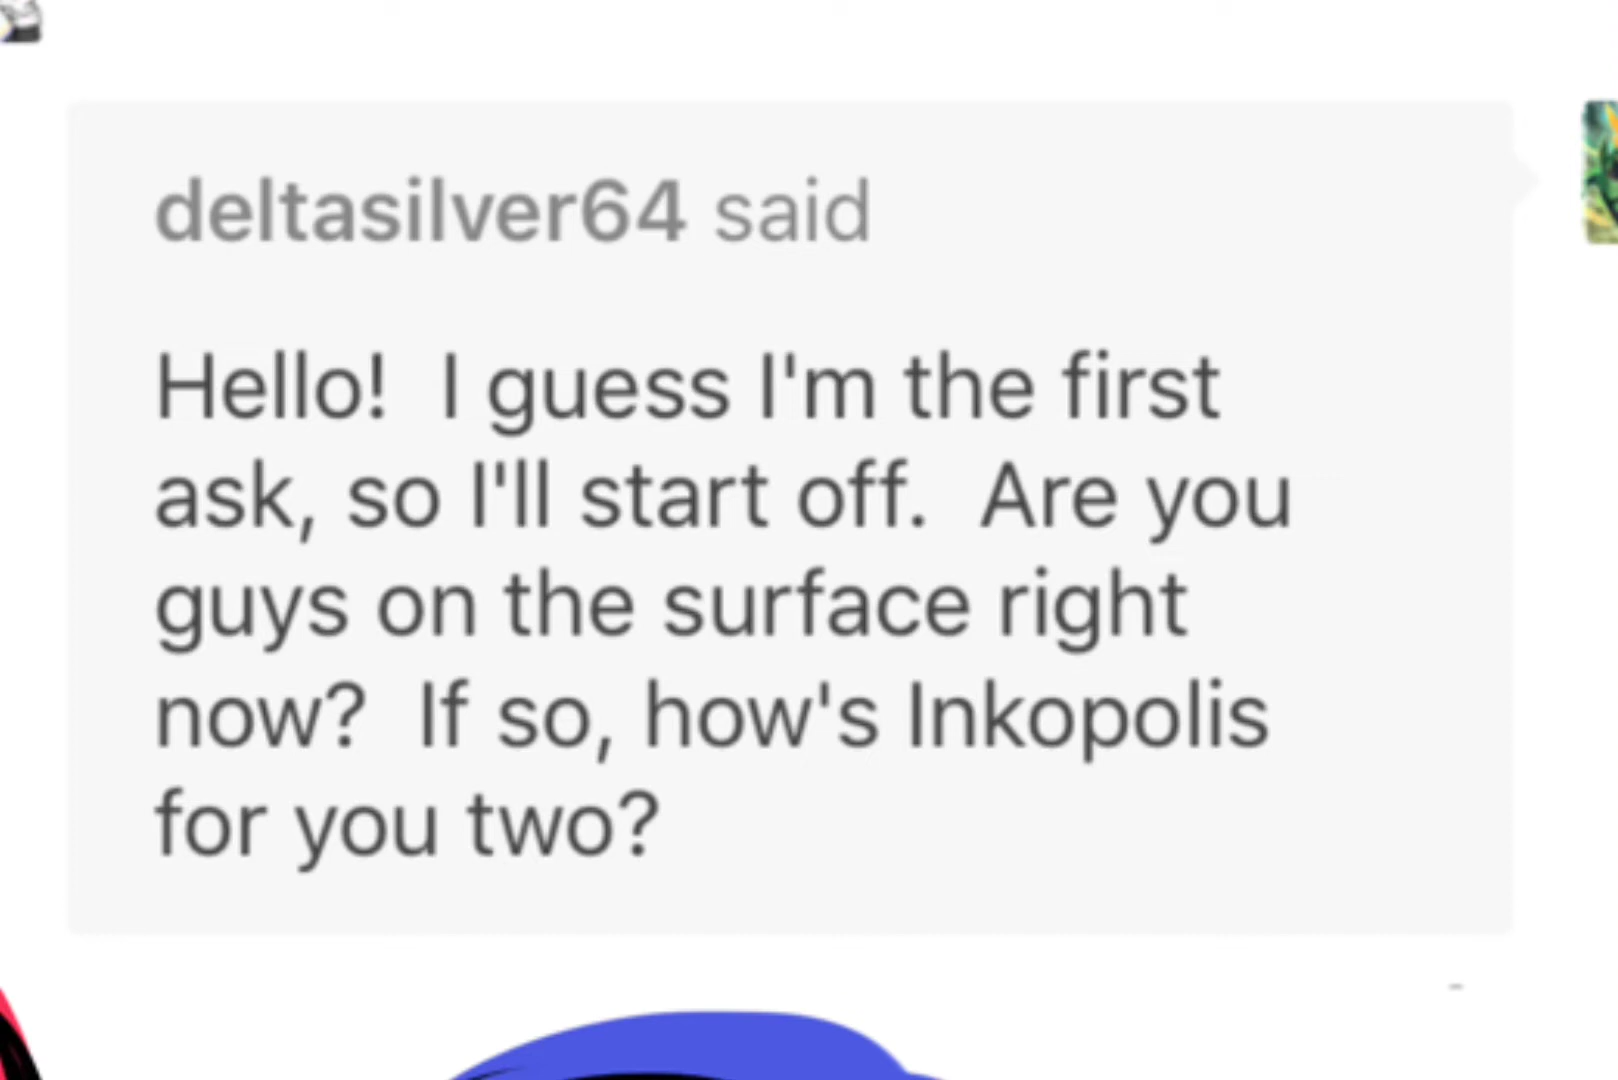 deltasilver64 said
Hello!  I guess I'm the first
ask, so I'll start off.  Are you
guys on the surface right
now?  If so, how's Inkopolis
for you two?